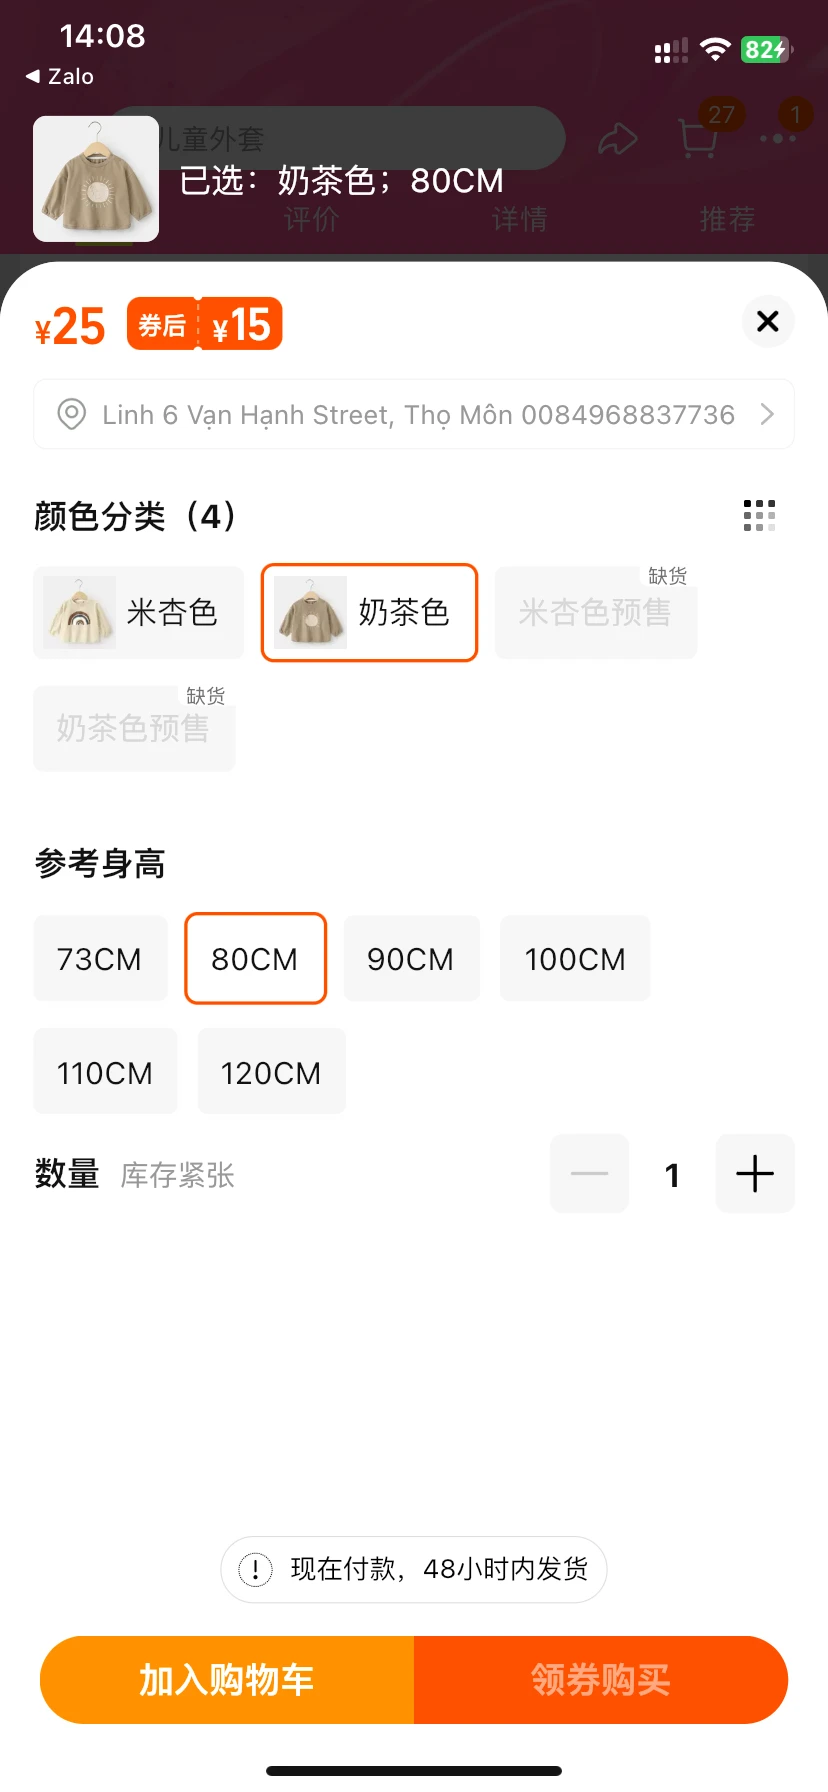 14:08
82
◀ Zalo
儿童外套
27
1
已选：奶茶色；80CM
评价
详情
推荐
¥25
券后 ¥15
Linh 6 Vạn Hạnh Street, Thọ Môn 0084968837736
颜色分类（4）
米杏色
奶茶色
米杏色预售
缺货
奶茶色预售
缺货
参考身高
73CM
80CM
90CM
100CM
110CM
120CM
数量 库存紧张
1
现在付款，48小时内发货
加入购物车
领券购买